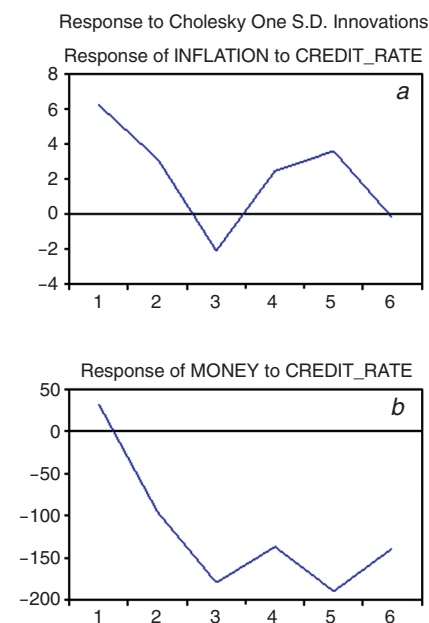 Response to Cholesky One S.D. Innovations
Response of INFLATION to CREDIT_RATE
a
8
6
4
2
0
−2
−4
1 2 3 4 5 6
Response of MONEY to CREDIT_RATE
b
50
0
−50
−100
−150
−200
1 2 3 4 5 6